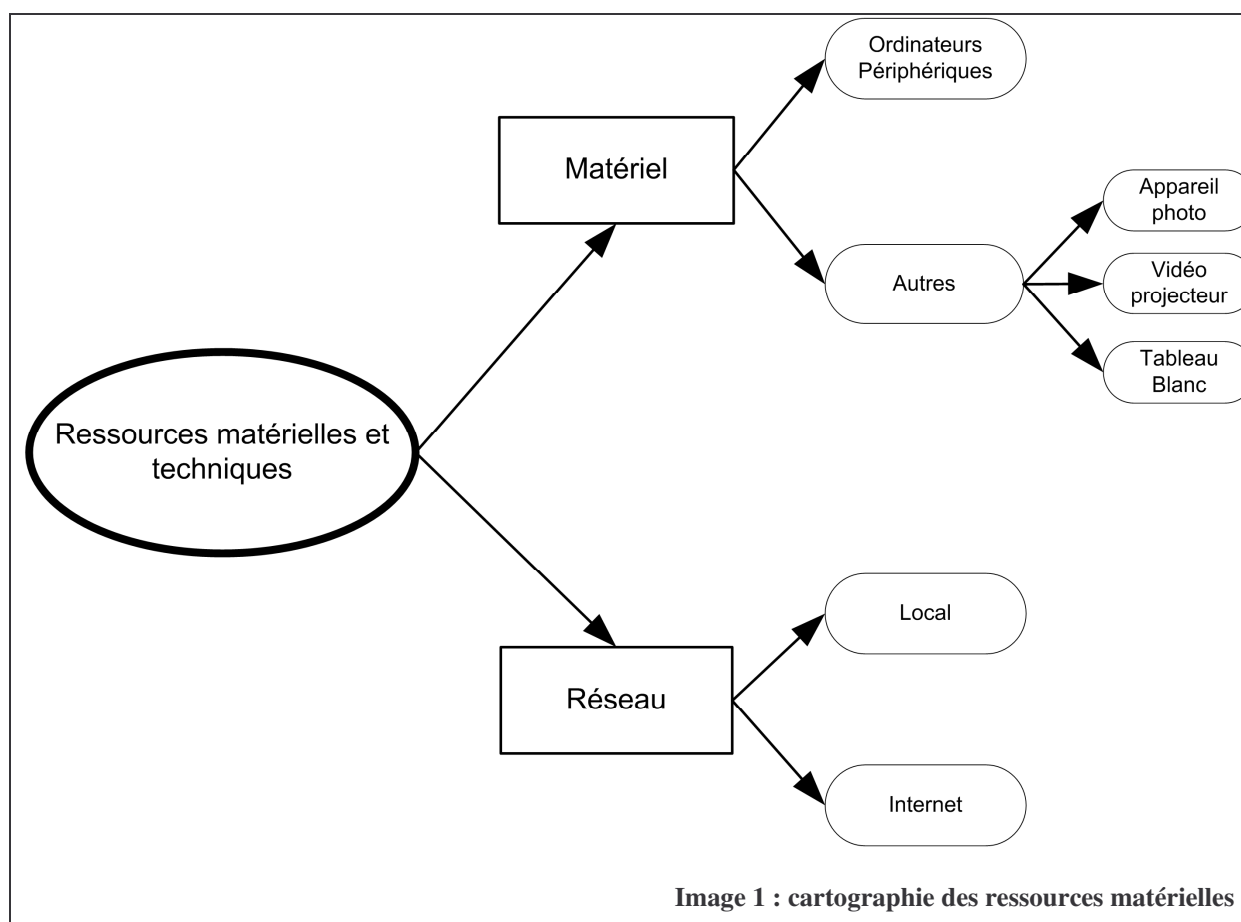 Ordinateurs
Périphériques
Matériel
Appareil
photo
Autres
Vidéo
projecteur
Tableau
Blanc
Ressources matérielles et
techniques
Local
Réseau
Internet
Image 1 : cartographie des ressources matérielles